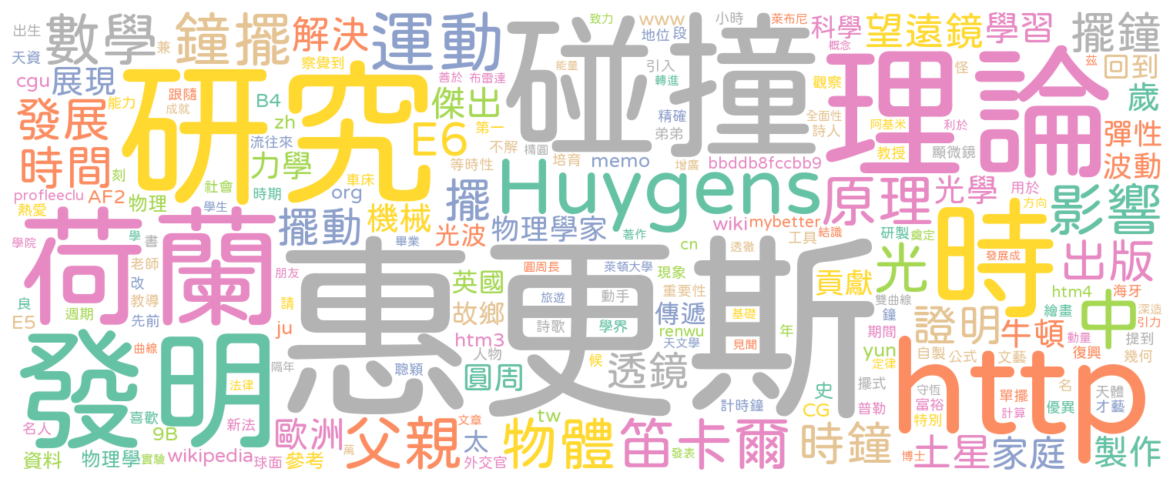 出生 數學 兼 鐘擺 解決 運動 碰撞 致力 www 地位 段 小時 萊布尼 科學 望遠鏡 學習 擺鐘
天資 察覺到 善於 布雷達 能量 引入 轉進 概念 觀察 怪 茲 回到
cgu 展現 研究 跟隨 成就 能力 B4 傑出 理論 精確 全面性 詩人 歲
發展 zh E6 第一 弟弟 阿基米 利於 彈性
時間 刻 流往來 力學 不解 橢圓 培育 memo bbddb8fccbb9 教授 顯微鏡 波動
profleeclu AF2 社會 車床 等時性 增廣 Huygens 原理 光學 用於 方向 影響
熱愛 物理 時期 org 擺 wiki mybetter 時
學院 學 書 學生 擺動 機械 光波 物理學家 著作 cn 透徹 工具 結識 研製 奠定 發展成 出版
荷蘭 老師 改 朋友 畢業 圓周長 萊頓大學 現象 光 中
良 教導 請 惠更斯 英國 旅遊 動手 重要性 貢獻 雙曲線 htm4 繪畫 海牙 深造
E5 週期 先前 ju 故鄉 詩歌 學界 傳遞 基礎 年 鐘 證明 牛頓 動量 引力
發明 曲線 htm3 人物 renwu 天文學 見聞 期間 yun 自製 公式 文藝 復興 提到 幾何
聰穎 隔年 候 圓周 透鏡 史 定律 http
喜歡 法律 擺式 守恆 單擺 名 天體
名人 9B 新法 歐洲 父親 文章 太 tw 物體 笛卡爾 計時鐘 CG 普勒 富裕 特別 計算 優異 才藝
資料 物理學 實驗 wikipedia 球面 參考 萬 外交官 發表 教授 時鐘 土星 博士 家庭 製作